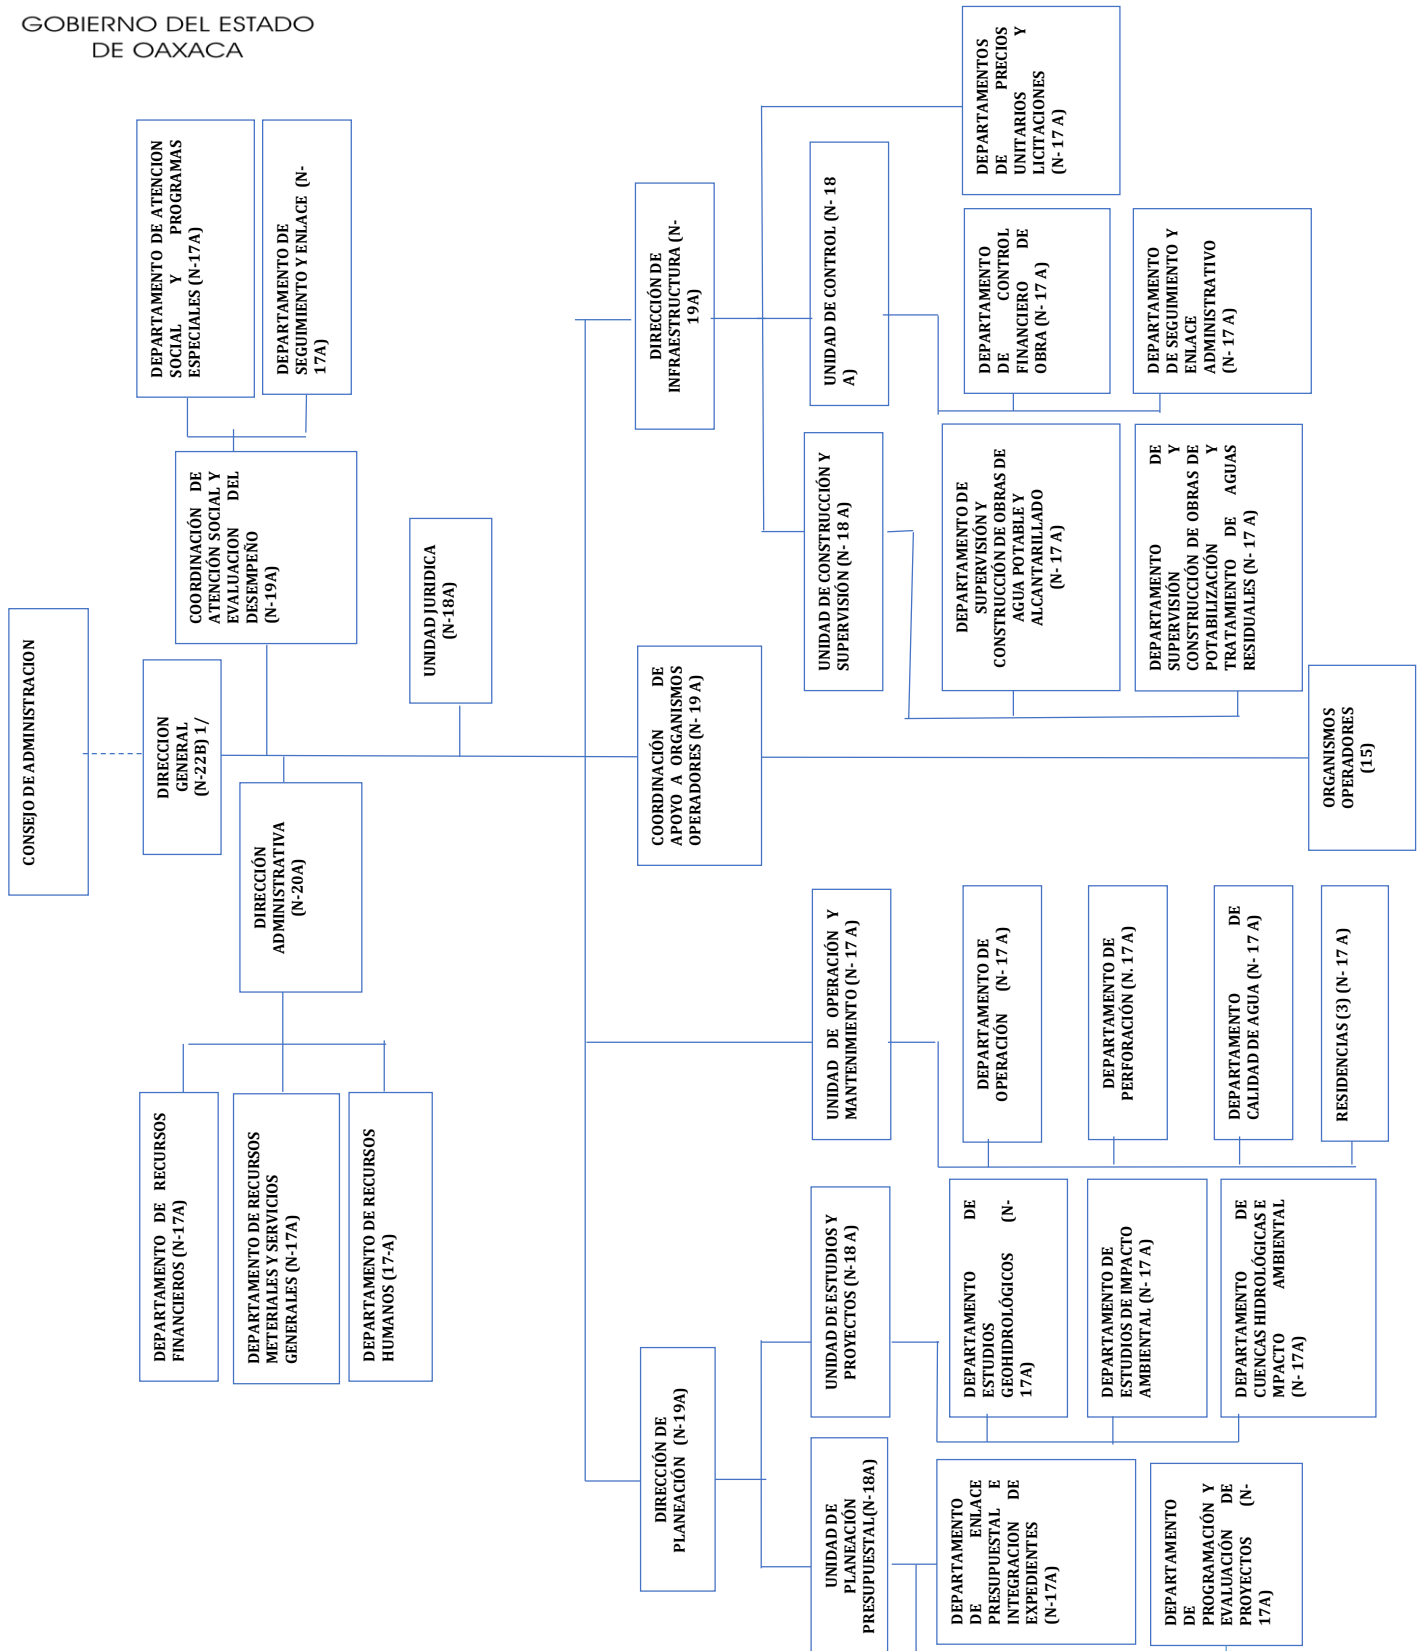 GOBIERNO DEL ESTADO
DE OAXACA
CONSEJO DE ADMINISTRACION
DIRECCION
GENERAL
(N-22B) 1/
COORDINACIÓN DE
ATENCIÓN SOCIAL Y
EVALUACION DEL
DESEMPEÑO
(N-19A)
DEPARTAMENTO DE ATENCION
SOCIAL Y PROGRAMAS
ESPECIALES (N-17A)
DEPARTAMENTO DE
SEGUIMIENTO Y ENLACE (N-
17A)
DIRECCIÓN
ADMINISTRATIVA
(N-20A)
DEPARTAMENTO DE RECURSOS
FINANCIEROS (N-17A)
DEPARTAMENTO DE RECURSOS
METERIALES Y SERVICIOS
GENERALES (N-17A)
DEPARTAMENTO DE RECURSOS
HUMANOS (17-A)
UNIDAD JURIDICA
(N-18A)
DIRECCIÓN DE
PLANEACIÓN (N-19A)
COORDINACIÓN DE
APOYO A ORGANISMOS
OPERADORES (N- 19 A)
DIRECCIÓN DE
INFRAESTRUCTURA (N-
19A)
UNIDAD DE
PLANEACIÓN
PRESUPUESTAL(N-18A)
UNIDAD DE ESTUDIOS Y
PROYECTOS (N-18 A)
UNIDAD DE OPERACIÓN Y
MANTENIMIENTO (N- 17 A)
UNIDAD DE CONSTRUCCIÓN Y
SUPERVISIÓN (N- 18 A)
UNIDAD DE CONTROL (N- 18
A)
DEPARTAMENTO
DE ENLACE
PRESUPUESTAL E
INTEGRACION DE
EXPEDIENTES
(N-17A)
DEPARTAMENTO
DE
PROGRAMACIÓN Y
EVALUACIÓN DE
PROYECTOS (N-
17A)
DEPARTAMENTO DE
ESTUDIOS
GEOHIDROLÓGICOS (N-
17A)
DEPARTAMENTO DE
ESTUDIOS DE IMPACTO
AMBIENTAL (N- 17 A)
DEPARTAMENTO DE
CUENCAS HIDROLÓGICAS E
MPACTO AMBIENTAL
(N- 17A)
DEPARTAMENTO DE
OPERACIÓN (N- 17 A)
DEPARTAMENTO DE
PERFORACIÓN (N. 17 A)
DEPARTAMENTO DE
CALIDAD DE AGUA (N- 17 A)
RESIDENCIAS (3) (N- 17 A)
ORGANISMOS
OPERADORES
(15)
DEPARTAMENTO DE
SUPERVISIÓN Y
CONSTRUCCIÓN DE OBRAS DE
AGUA POTABLE Y
ALCANTARILLADO
(N- 17 A)
DEPARTAMENTO DE
SUPERVISIÓN Y
CONSTRUCCIÓN DE OBRAS DE
POTABILIZACIÓN Y
TRATAMIENTO DE AGUAS
RESIDUALES (N- 17 A)
DEPARTAMENTO
DE CONTROL
FINANCIERO DE
OBRA (N- 17 A)
DEPARTAMENTO
DE SEGUIMIENTO Y
ENLACE
ADMINISTRATIVO
(N- 17 A)
DEPARTAMENTOS
DE PRECIOS
UNITARIOS Y
LICITACIONES
(N- 17 A)